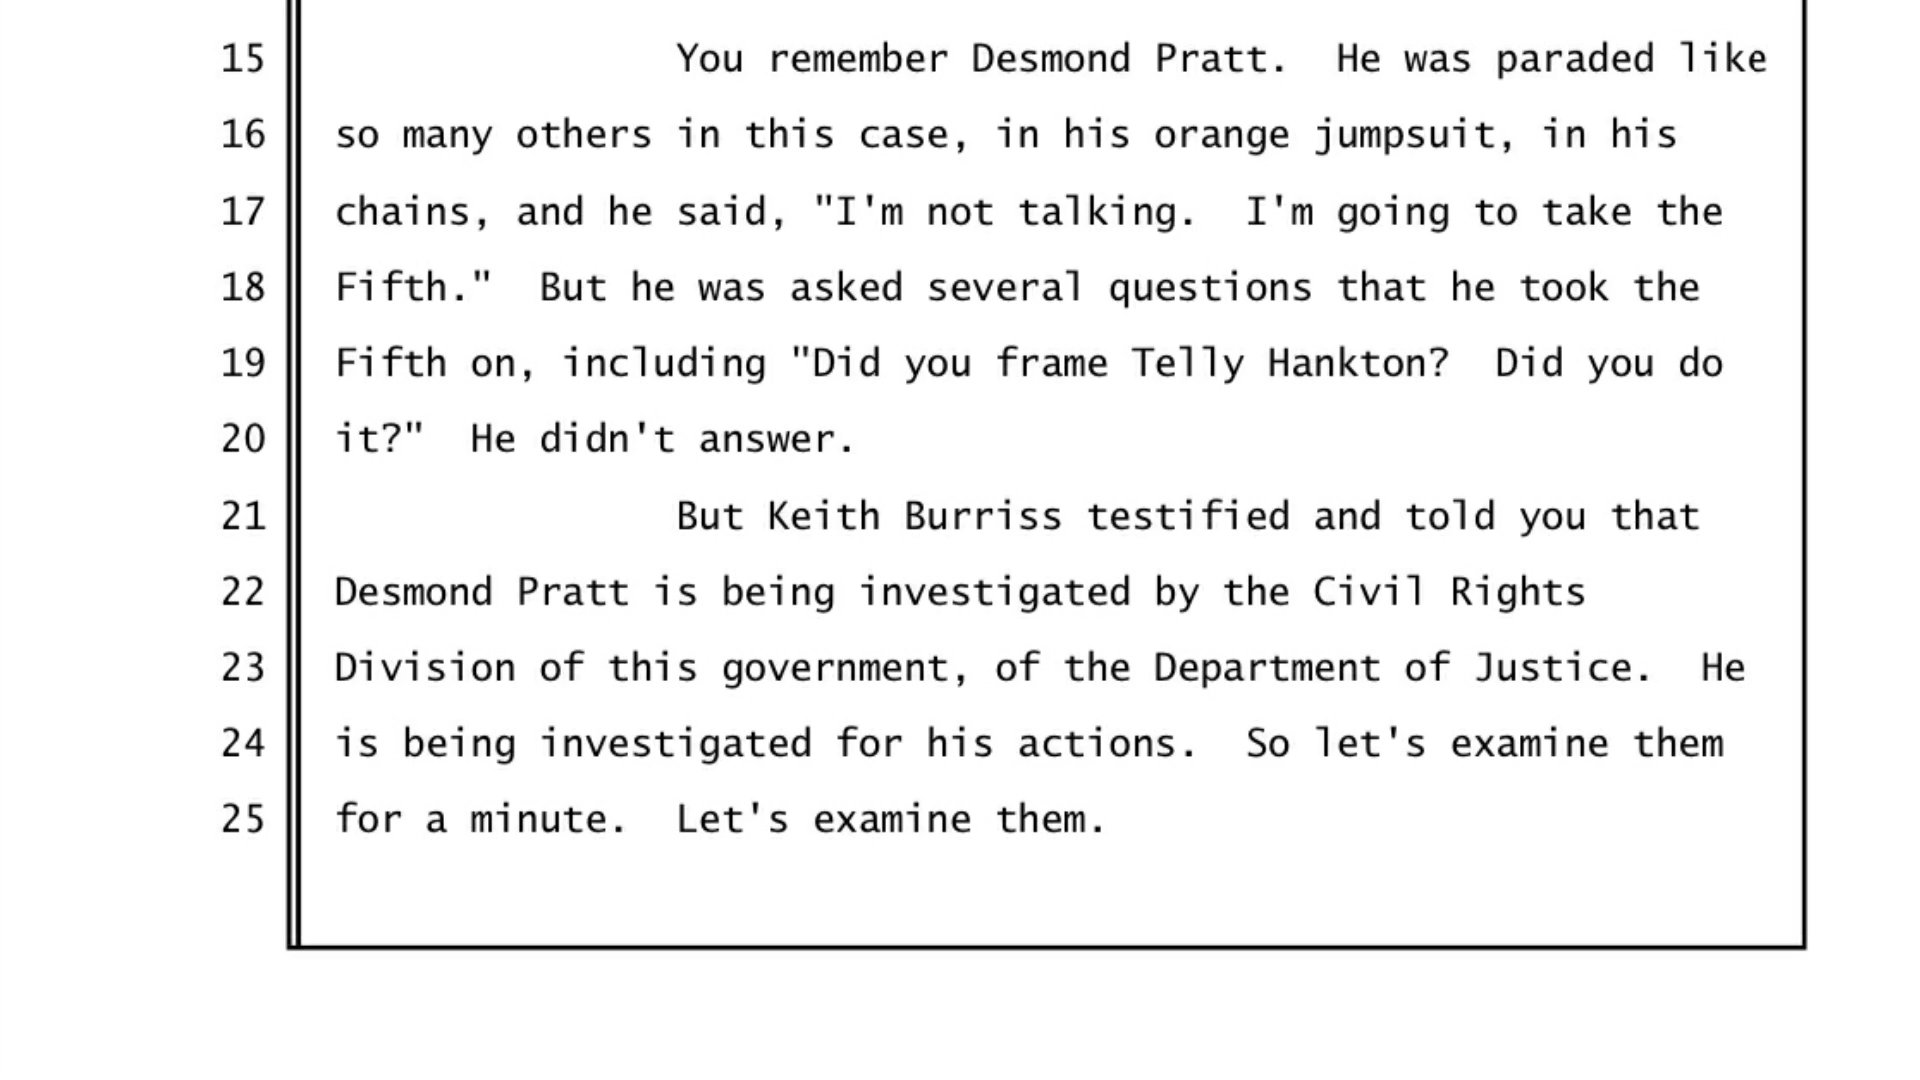 15 You remember Desmond Pratt.  He was paraded like
16 so many others in this case, in his orange jumpsuit, in his
17 chains, and he said, "I'm not talking.  I'm going to take the
18 Fifth."  But he was asked several questions that he took the
19 Fifth on, including "Did you frame Telly Hankton?  Did you do
20 it?"  He didn't answer.
21 But Keith Burriss testified and told you that
22 Desmond Pratt is being investigated by the Civil Rights
23 Division of this government, of the Department of Justice.  He
24 is being investigated for his actions.  So let's examine them
25 for a minute.  Let's examine them.